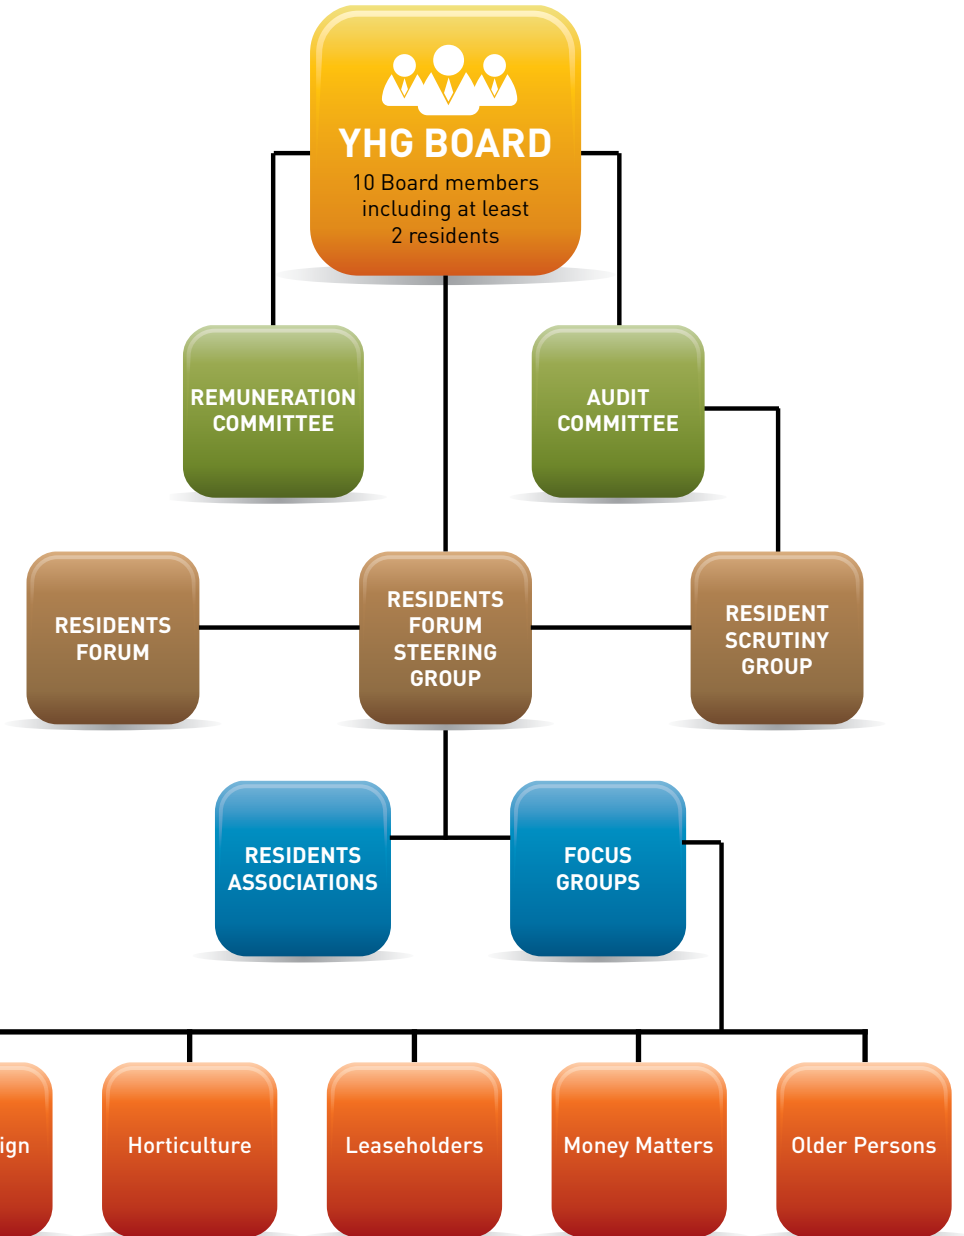 YHG BOARD
10 Board members
including at least
2 residents
REMUNERATION
COMMITTEE
AUDIT
COMMITTEE
RESIDENTS
FORUM
RESIDENTS
FORUM
STEERING
GROUP
RESIDENT
SCRUTINY
GROUP
RESIDENTS
ASSOCIATIONS
FOCUS
GROUPS
Horticulture
Leaseholders
Money Matters
Older Persons